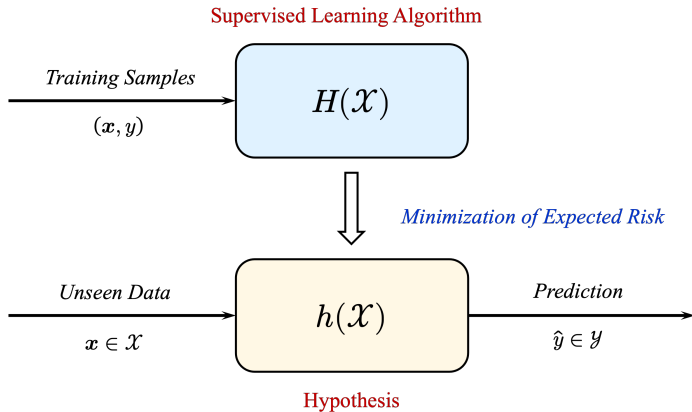 Supervised Learning Algorithm
Training Samples
(𝒙, y)
H(𝒳)
Minimization of Expected Risk
Unseen Data
𝒙 ∈ 𝒳
h(𝒳)
Prediction
ŷ ∈ 𝒴
Hypothesis